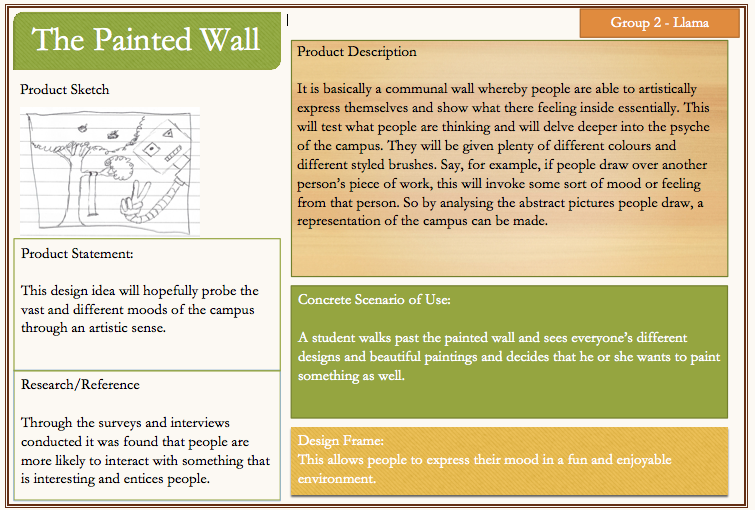 The Painted Wall
Group 2 - Llama
Product Sketch
Product Statement:
This design idea will hopefully probe the
vast and different moods of the campus
through an artistic sense.
Research/Reference
Through the surveys and interviews
conducted it was found that people are
more likely to interact with something that
is interesting and entices people.
Product Description
It is basically a communal wall whereby people are able to artistically
express themselves and show what there feeling inside essentially. This
will test what people are thinking and will delve deeper into the psyche
of the campus. They will be given plenty of different colours and
different styled brushes. Say, for example, if people draw over another
person's piece of work, this will invoke some sort of mood or feeling
from that person. So by analysing the abstract pictures people draw, a
representation of the campus can be made.
Concrete Scenario of Use:
A student walks past the painted wall and sees everyone's different
designs and beautiful paintings and decides that he or she wants to paint
something as well.
Design Frame:
This allows people to express their mood in a fun and enjoyable
environment.